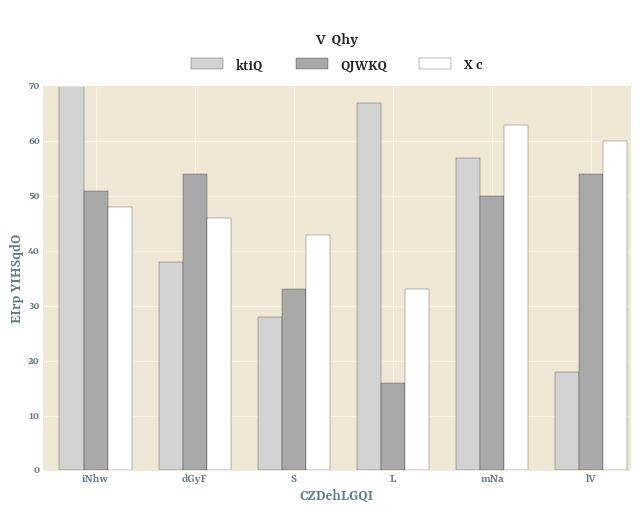 V Qhy
ktiQ QJWKQ X c
70
60
50
40
30
20
10
0
EIrp YIHSqdO
iNhw dGyF S L mNa lV
CZDehLGQI